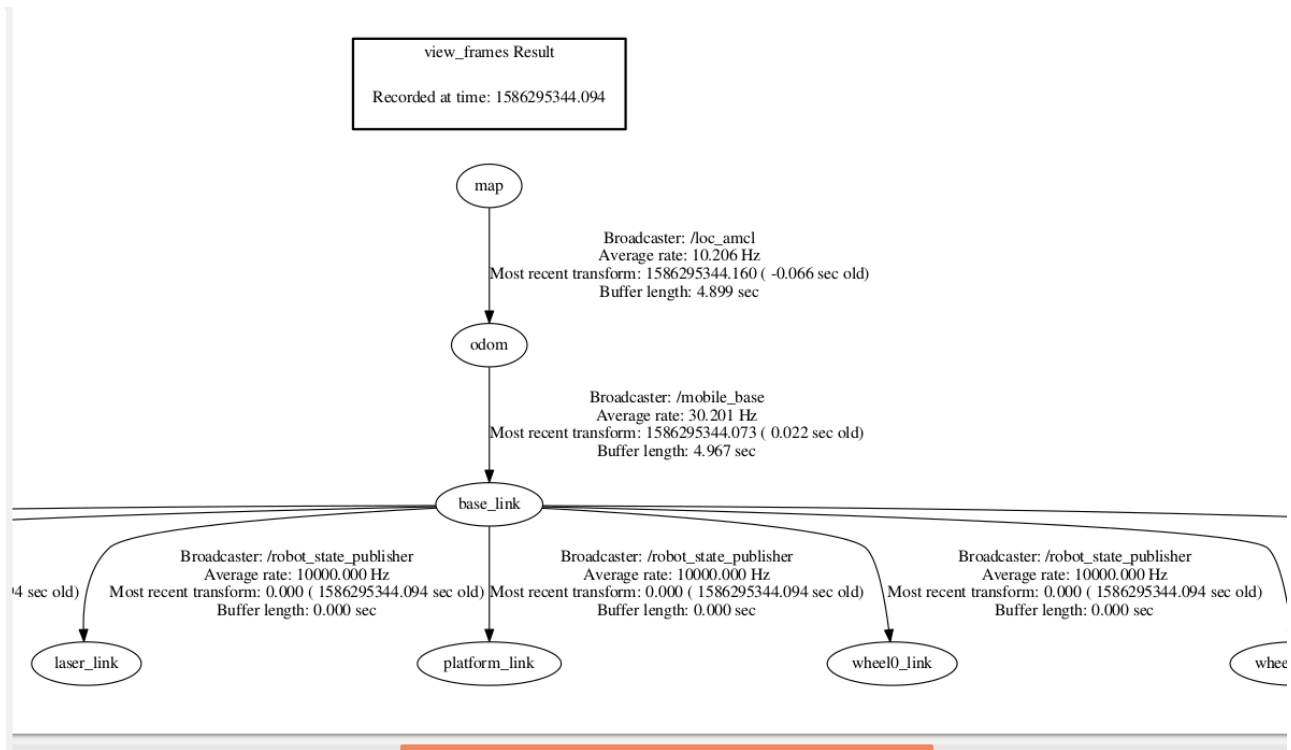 view_frames Result
Recorded at time: 1586295344.094
map
Broadcaster: /loc_amcl
Average rate: 10.206 Hz
Most recent transform: 1586295344.160 ( -0.066 sec old)
Buffer length: 4.899 sec
odom
Broadcaster: /mobile_base
Average rate: 30.201 Hz
Most recent transform: 1586295344.073 ( 0.022 sec old)
Buffer length: 4.967 sec
base_link
4 sec old)
Broadcaster: /robot_state_publisher
Average rate: 10000.000 Hz
Most recent transform: 0.000 ( 1586295344.094 sec old)
Buffer length: 0.000 sec
Broadcaster: /robot_state_publisher
Average rate: 10000.000 Hz
Most recent transform: 0.000 ( 1586295344.094 sec old)
Buffer length: 0.000 sec
Broadcaster: /robot_state_publisher
Average rate: 10000.000 Hz
Most recent transform: 0.000 ( 1586295344.094 sec old)
Buffer length: 0.000 sec
laser_link
platform_link
wheel0_link
whee